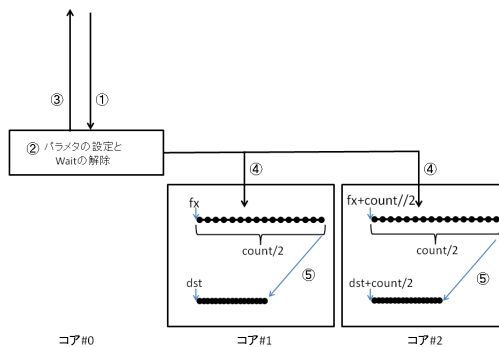 ③
①
② パラメタの設定と
Waitの解除
④
④
fx
fx+count//2
count/2
count/2
⑤
⑤
dst
dst+count/2
コア#0
コア#1
コア#2